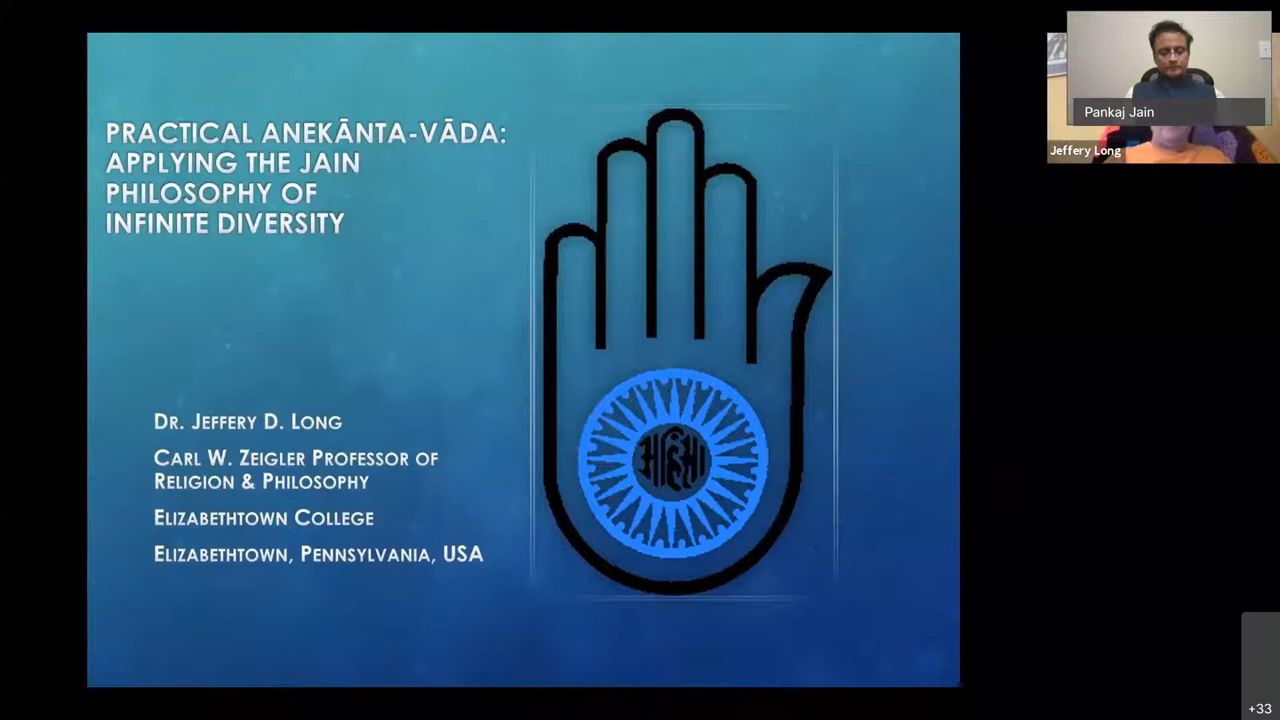 PRACTICAL ANEKĀNTA-VĀDA:
APPLYING THE JAIN
PHILOSOPHY OF
INFINITE DIVERSITY
DR. JEFFERY D. LONG
CARL W. ZEIGLER PROFESSOR OF
RELIGION & PHILOSOPHY
ELIZABETHTOWN COLLEGE
ELIZABETHTOWN, PENNSYLVANIA, USA
अहिंसा
Pankaj Jain
Jeffery Long
+33